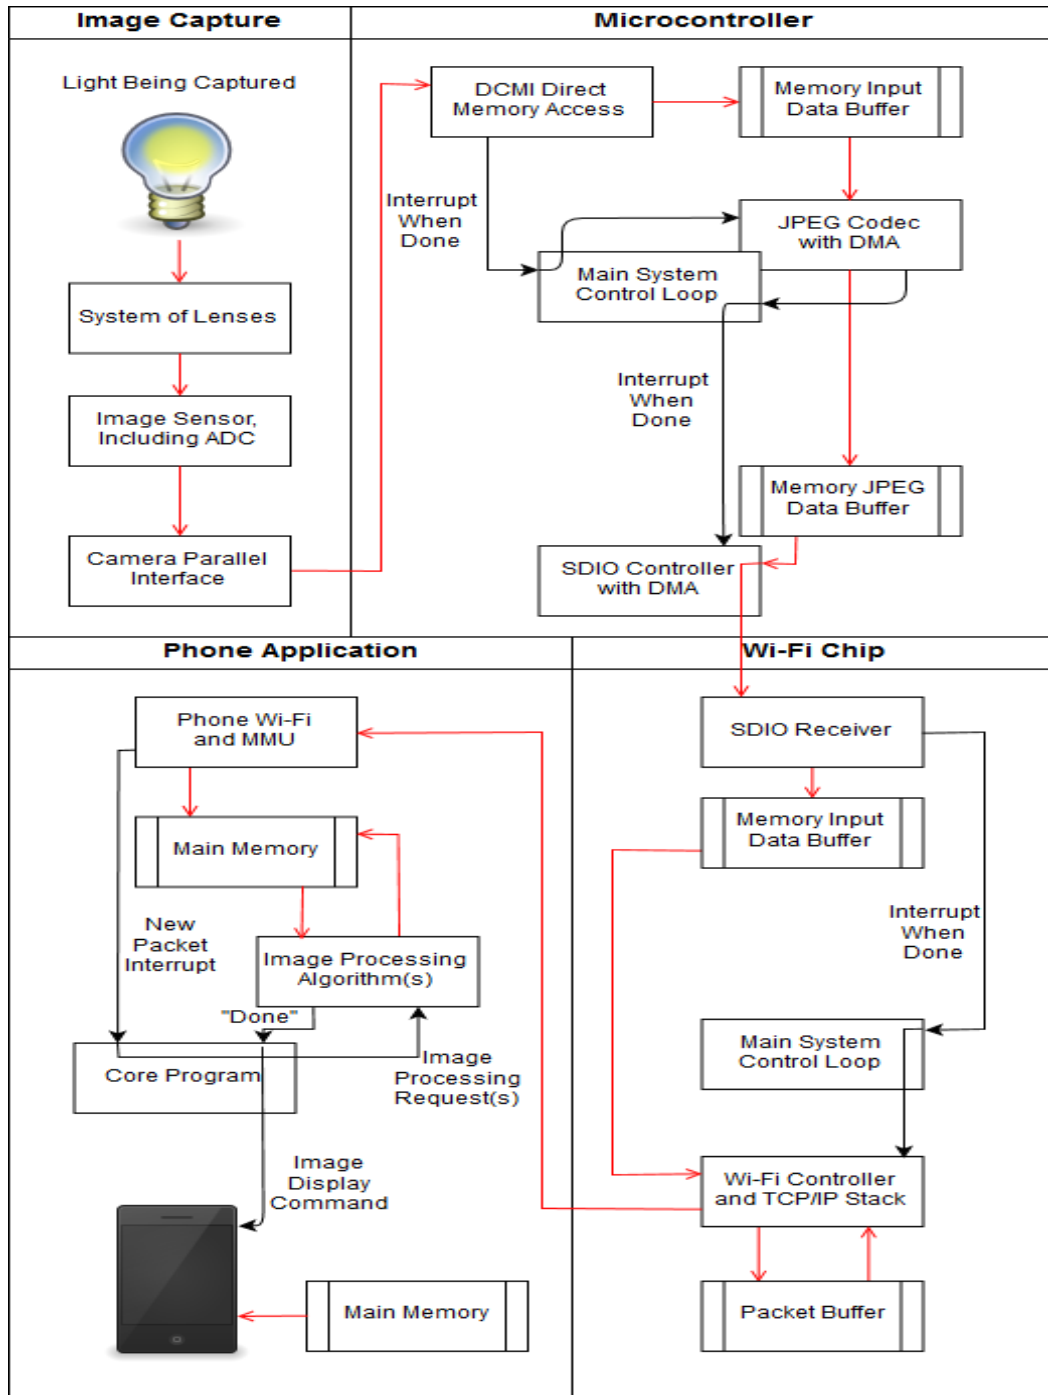 Image Capture
Light Being Captured
System of Lenses
Image Sensor,
Including ADC
Camera Parallel
Interface
Microcontroller
DCMI Direct
Memory Access
Memory Input
Data Buffer
Interrupt
When
Done
JPEG Codec
with DMA
Main System
Control Loop
Interrupt
When
Done
Memory JPEG
Data Buffer
SDIO Controller
with DMA
Phone Application
Phone Wi-Fi
and MMU
Main Memory
New
Packet
Interrupt
Image Processing
Algorithm(s)
"Done"
Core Program
Image
Processing
Request(s)
Image
Display
Command
Main Memory
Wi-Fi Chip
SDIO Receiver
Memory Input
Data Buffer
Interrupt
When
Done
Main System
Control Loop
Wi-Fi Controller
and TCP/IP Stack
Packet Buffer